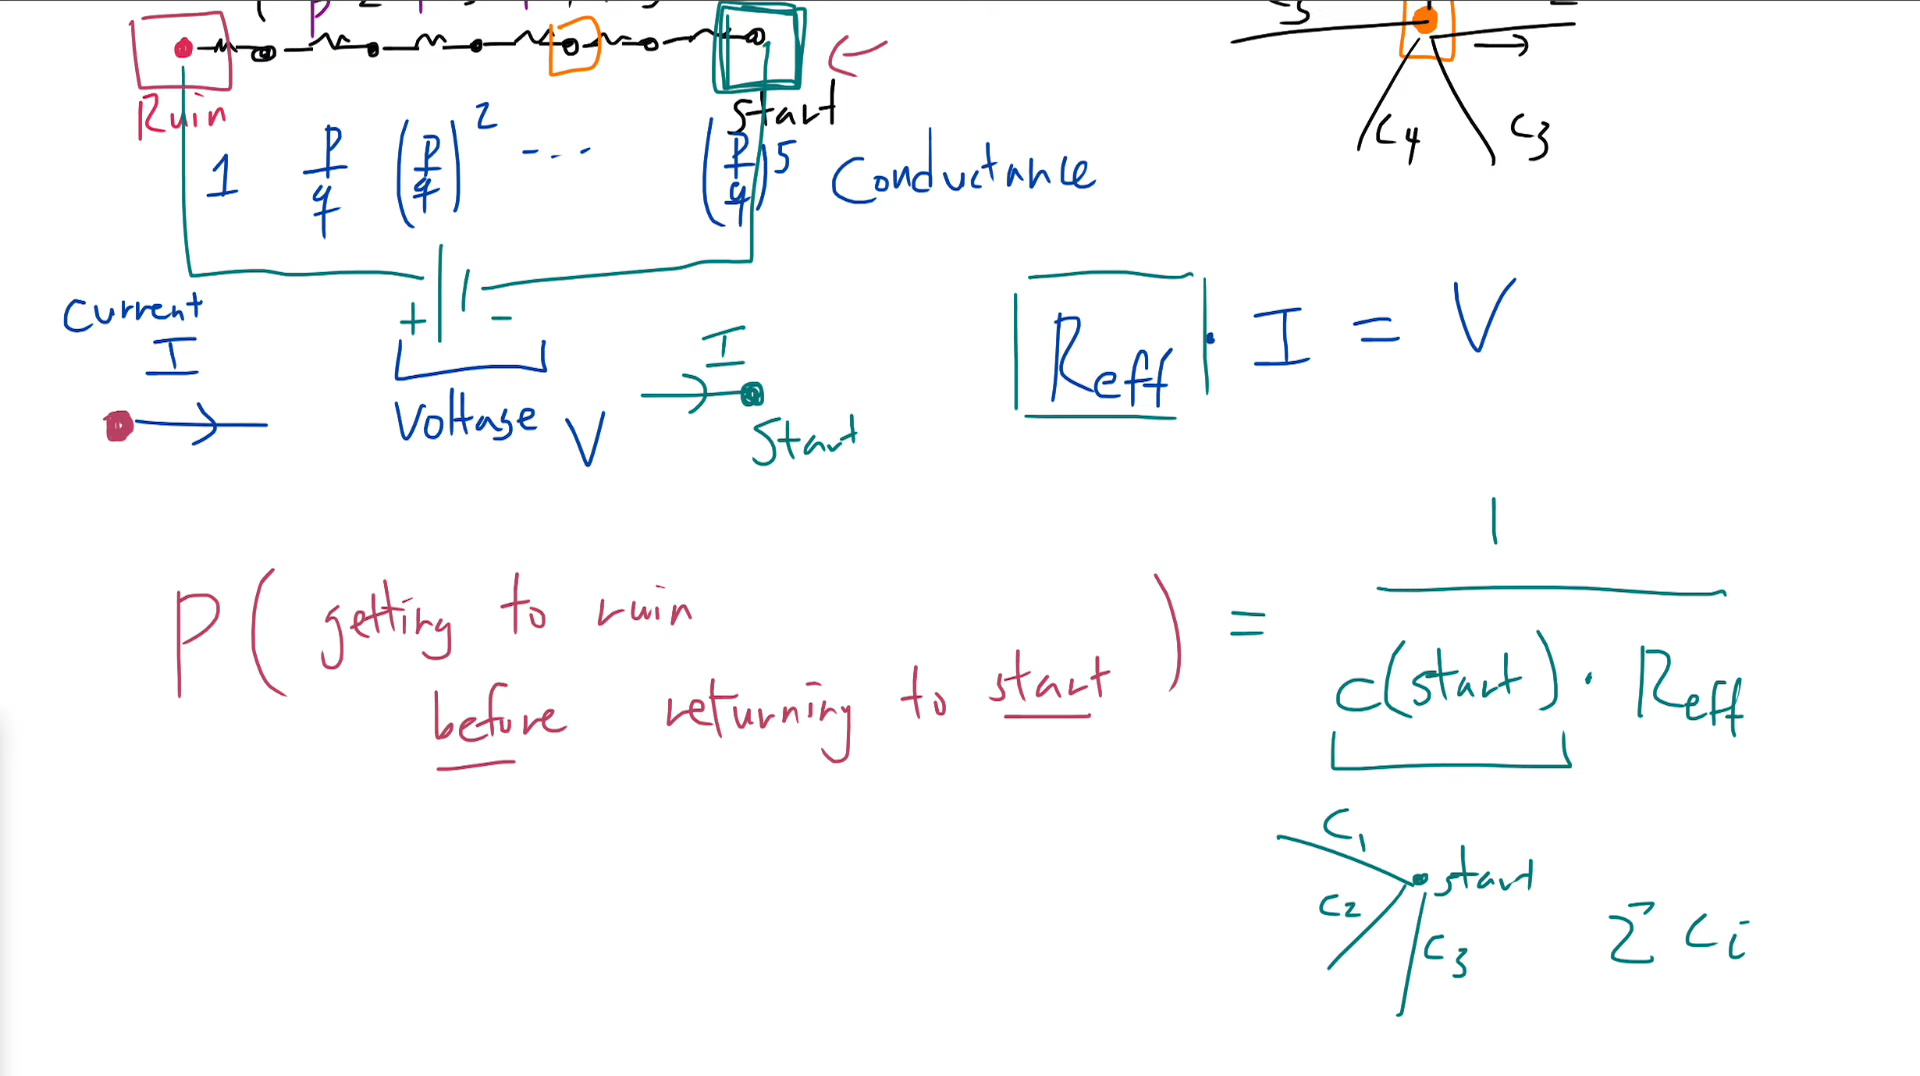 Ruin
Start
1 p/q (p/q)^2 --- (p/q)^5 Conductance
C4 C3
+ -
Current
I
Voltage V
I
Start
Reff · I = V
P( getting to ruin
before returning to start ) = 1 / c(start) · Reff
C1
C2
C3
start
Σ Ci